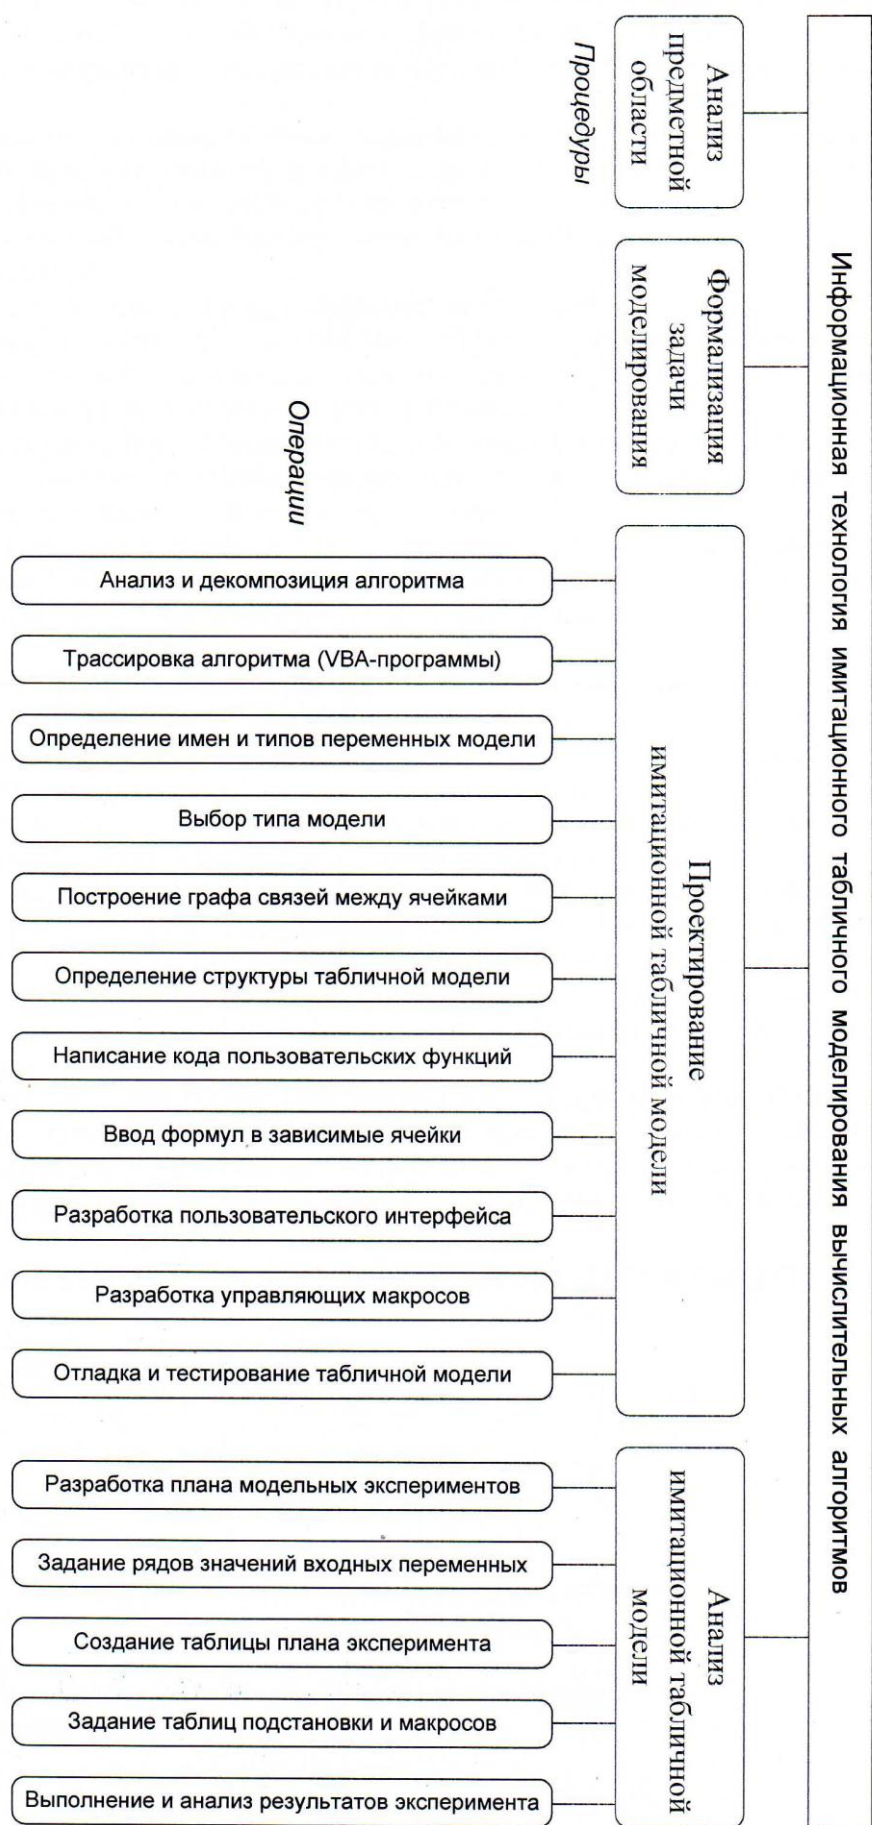 Информационная технология имитационного табличного моделирования вычислительных алгоритмов
Анализ
предметной
области
Формализация
задачи
моделирования
Проектирование
имитационной табличной модели
Анализ
имитационной табличной
модели
Процедуры
Операции
Анализ и декомпозиция алгоритма
Трассировка алгоритма (VBA-программы)
Определение имен и типов переменных модели
Выбор типа модели
Построение графа связей между ячейками
Определение структуры табличной модели
Написание кода пользовательских функций
Ввод формул в зависимые ячейки
Разработка пользовательского интерфейса
Разработка управляющих макросов
Отладка и тестирование табличной модели
Разработка плана модельных экспериментов
Задание рядов значений входных переменных
Создание таблицы плана эксперимента
Задание таблиц подстановки и макросов
Выполнение и анализ результатов эксперимента